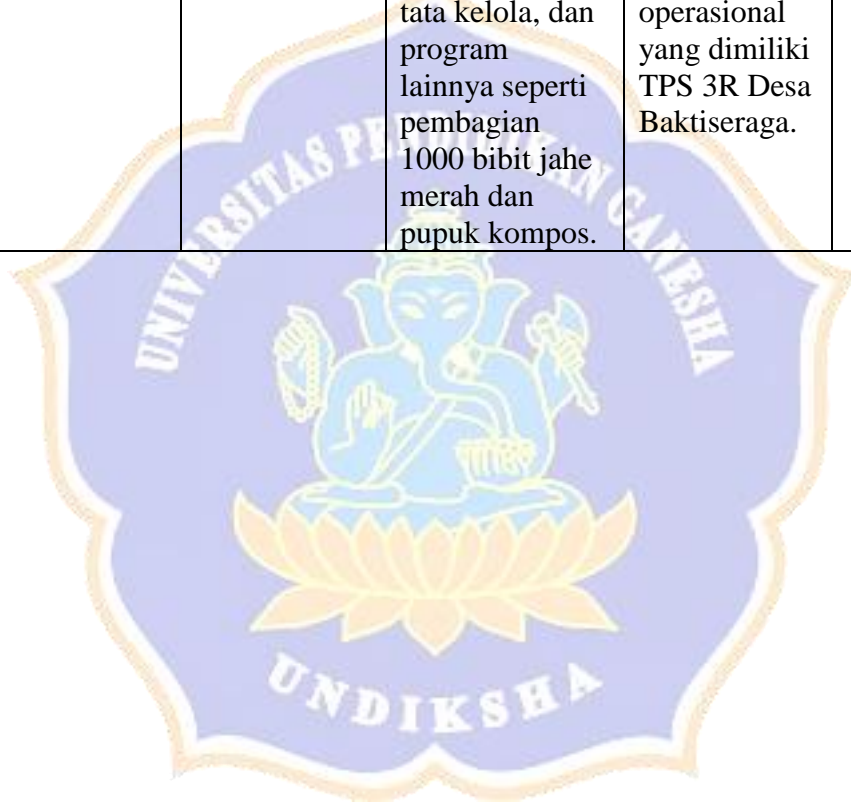 tata kelola, dan
program
lainnya seperti
pembagian
1000 bibit jahe
merah dan
pupuk kompos.
operasional
yang dimiliki
TPS 3R Desa
Baktiseraga.
UNIVERSITAS PENDIDIKAN GANESHA
UNDIKSHA